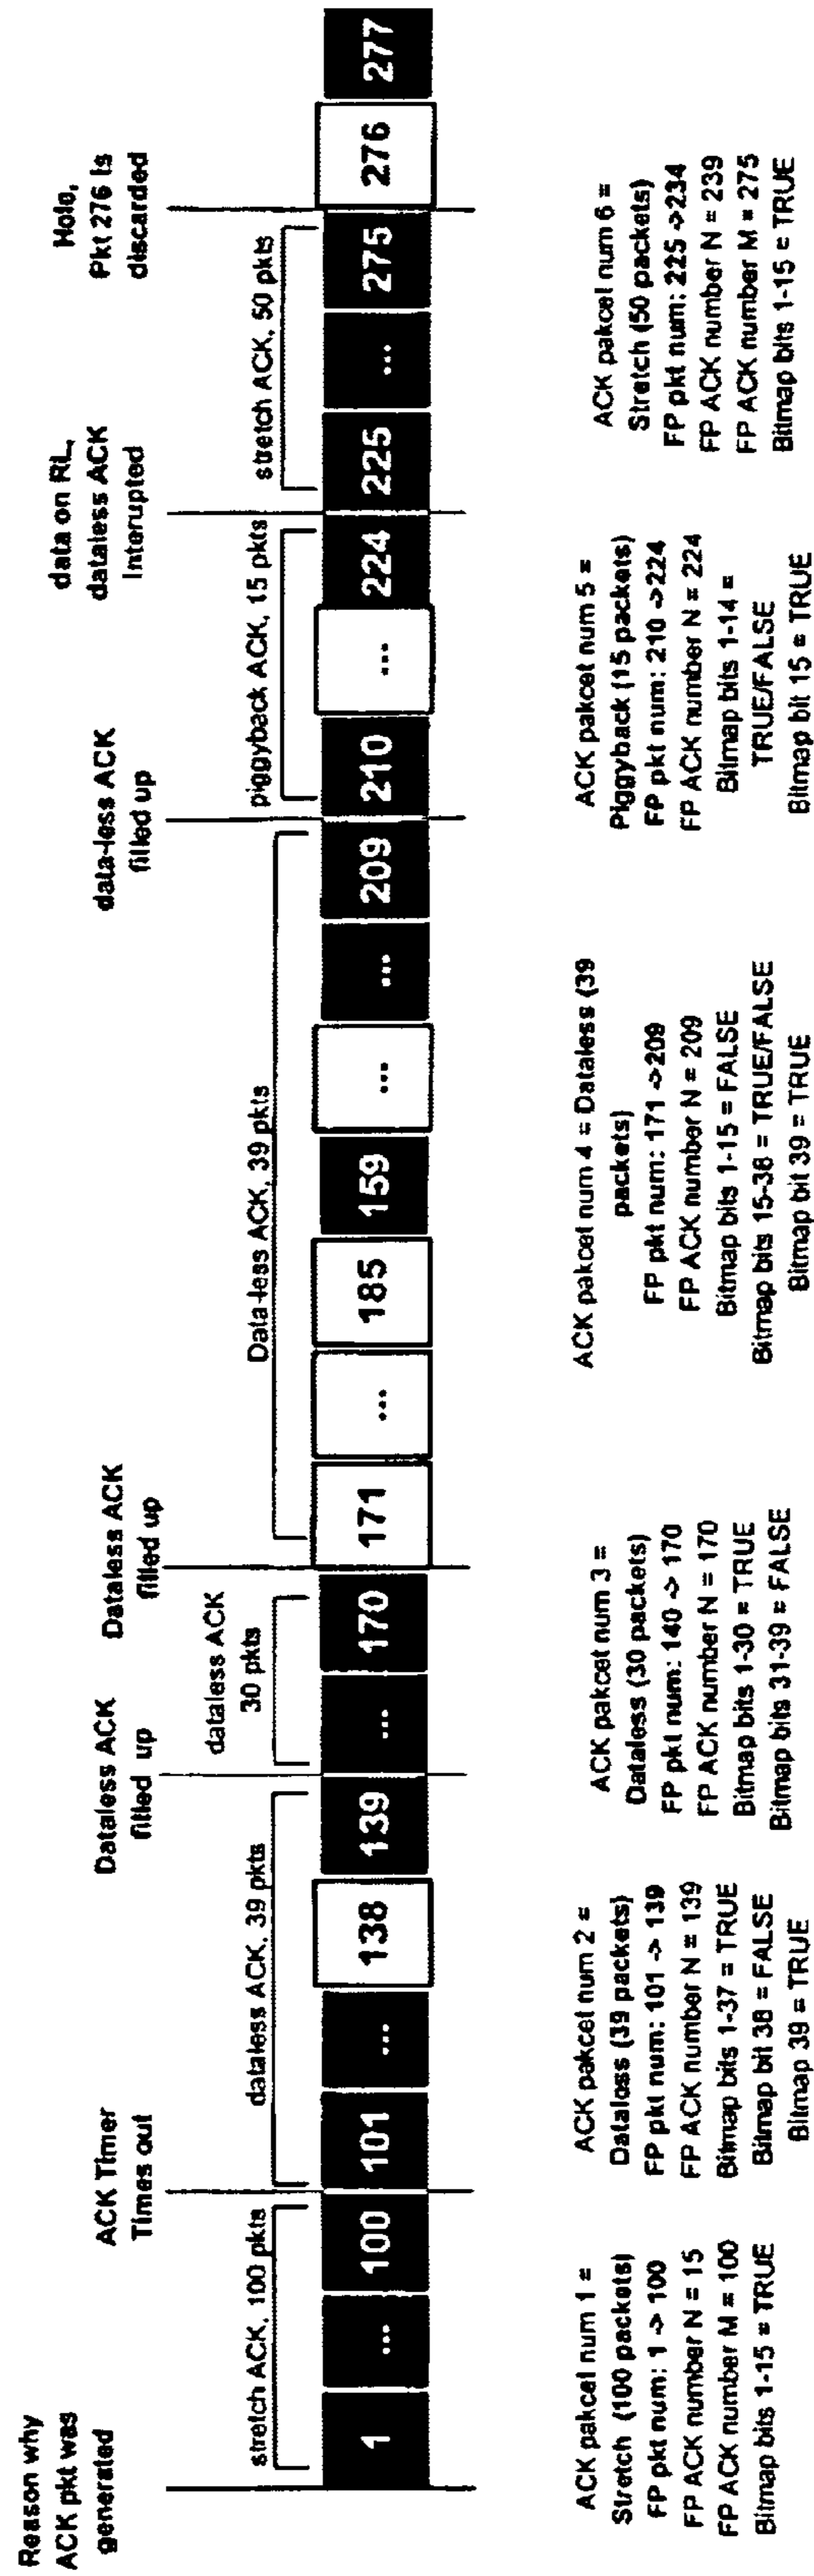 Reason why
ACK pkt was
generated
ACK Timer
Times out
Dataless ACK
filled up
Dataless ACK
filled up
data-less ACK
filled up
data on RL,
dataless ACK
Interupted
Hole,
Pkt 276 Is
discarded
stretch ACK, 100 pkts
dataless ACK, 39 pkts
dataless ACK
30 pkts
Data-less ACK, 39 pkts
piggyback ACK, 15 pkts
stretch ACK, 50 pkts
1 ... 100 101 ... 138 139 ... 170 171 ... 185 159 ... ... 209 210 ... 224 225 ... 275 276 277
ACK pakcet num 1 =
Stretch (100 packets)
FP pkt num: 1 -> 100
FP ACK number N = 15
FP ACK number M = 100
Bitmap bits 1-15 = TRUE
ACK pakcet num 2 =
Dataless (39 packets)
FP pkt num: 101 -> 139
FP ACK number N = 139
Bitmap bits 1-37 = TRUE
Bitmap bit 38 = FALSE
Bitmap 39 = TRUE
ACK pakcet num 3 =
Dataless (30 packets)
FP pkt num: 140 -> 170
FP ACK number N = 170
Bitmap bits 1-30 = TRUE
Bitmap bits 31-39 = FALSE
ACK pakcet num 4 = Dataless (39
packets)
FP pkt num: 171 ->209
FP ACK number N = 209
Bitmap bits 1-15 = FALSE
Bitmap bits 15-38 = TRUE/FALSE
Bitmap bit 39 = TRUE
ACK pakcet num 5 =
Piggyback (15 packets)
FP pkt num: 210 ->224
FP ACK number N = 224
Bitmap bits 1-14 =
TRUE/FALSE
Bitmap bit 15 = TRUE
ACK pakcet num 6 =
Stretch (50 packets)
FP pkt num: 225 ->234
FP ACK number N = 239
FP ACK number M = 275
Bitmap bits 1-15 = TRUE